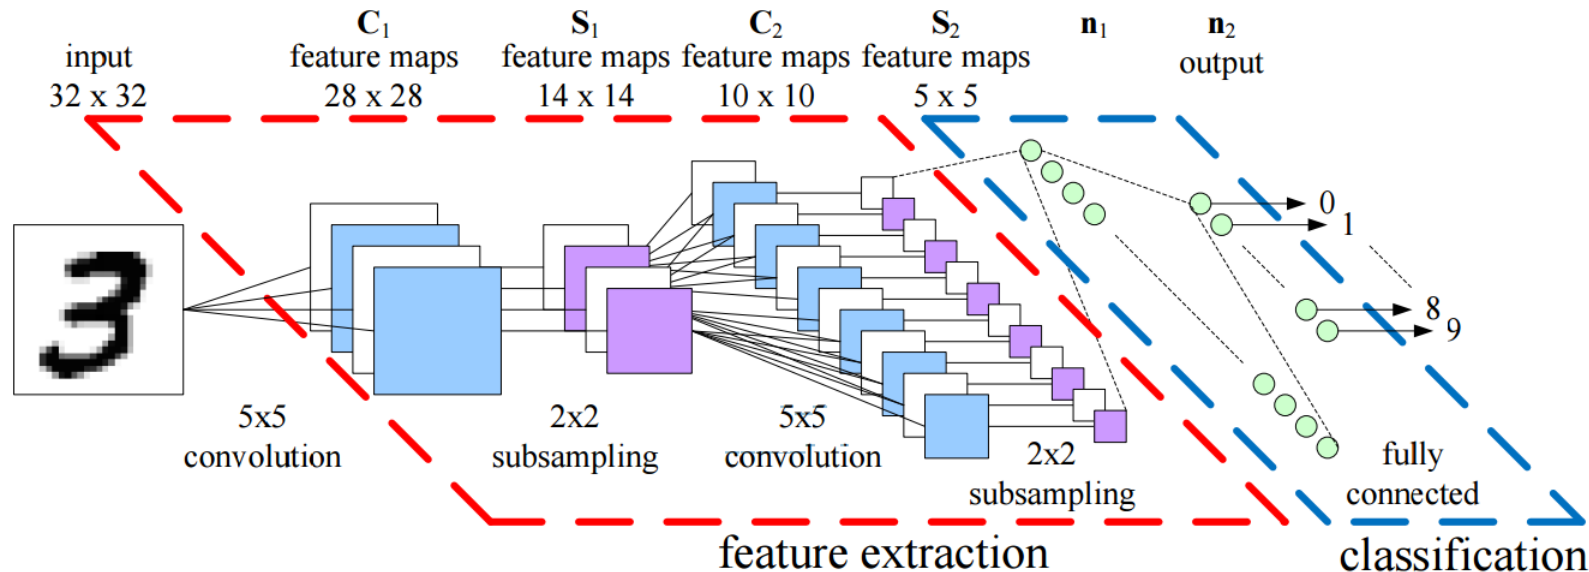 input
32 x 32
C1
feature maps
28 x 28
S1
feature maps
14 x 14
C2
feature maps
10 x 10
S2
feature maps
5 x 5
n1
n2
output
0
1
8
9
5x5
convolution
2x2
subsampling
5x5
convolution
2x2
subsampling
fully
connected
feature extraction
classification